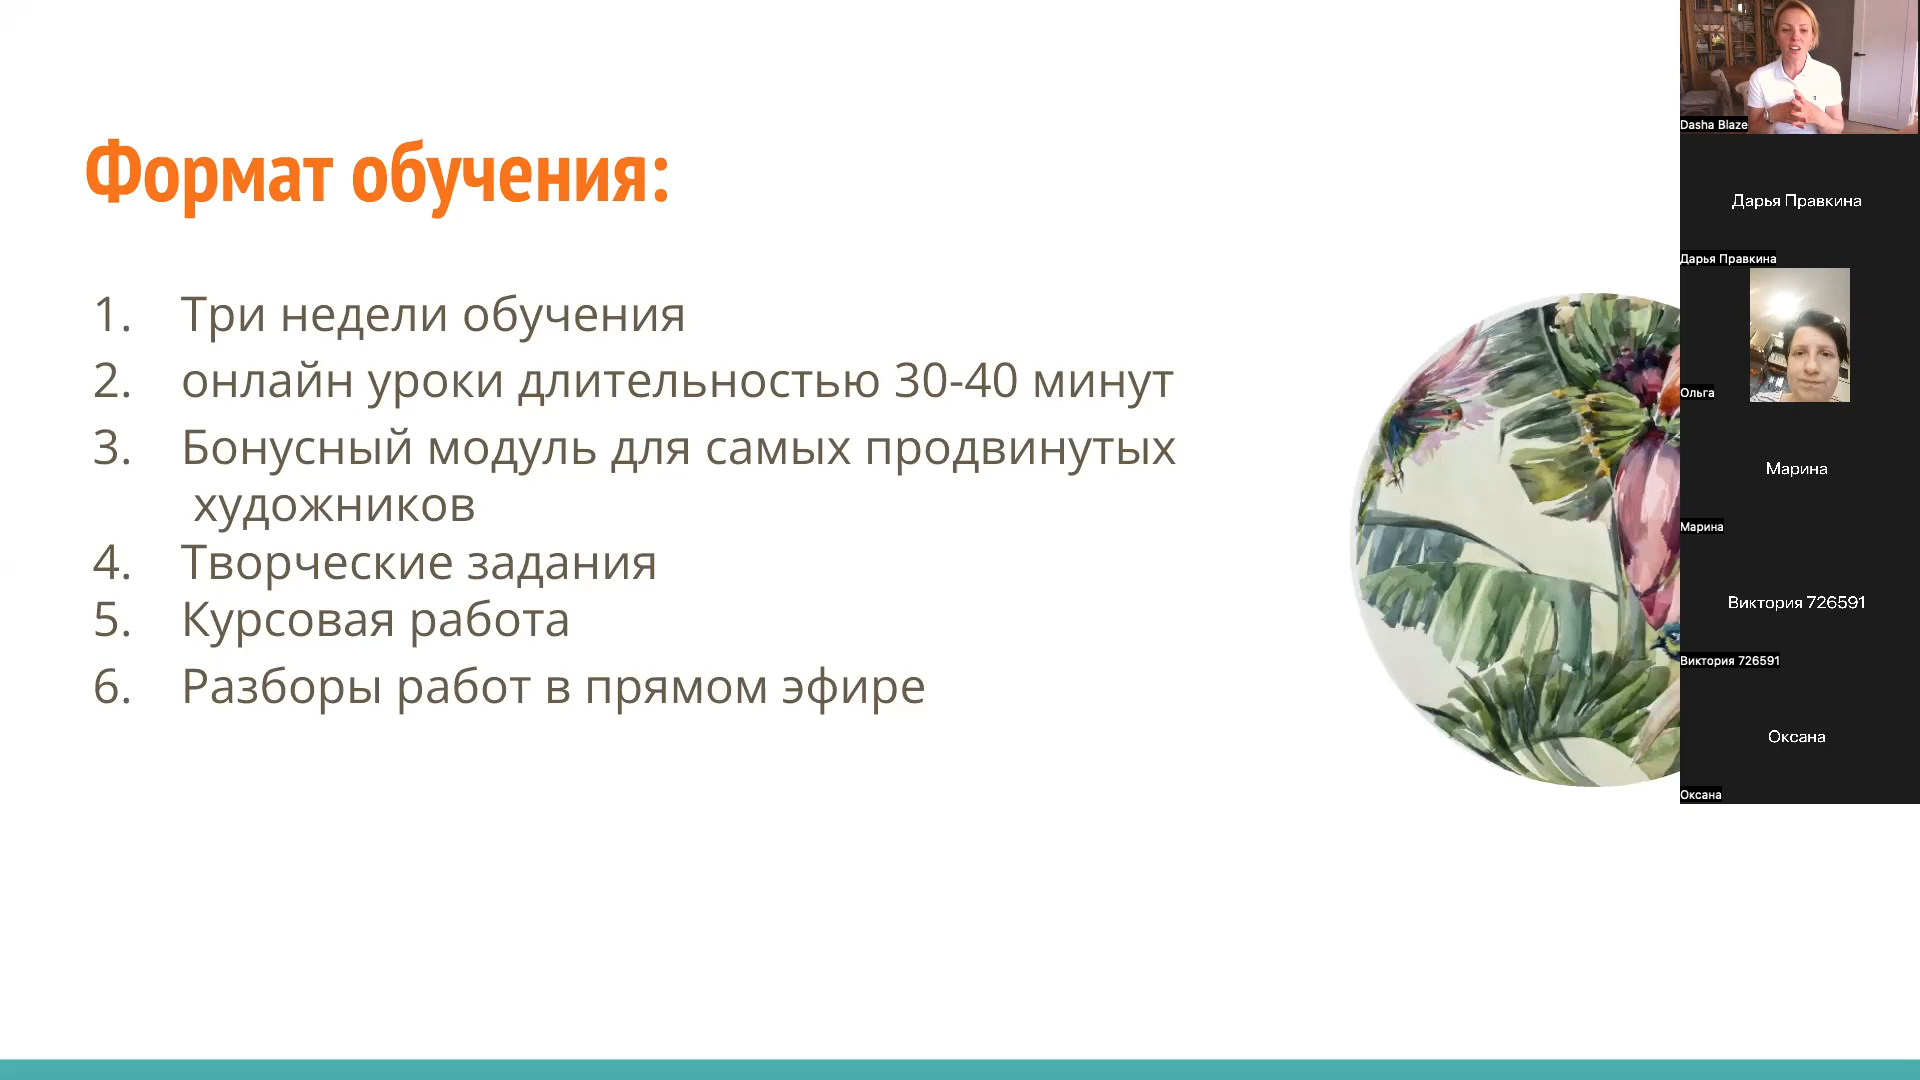 Формат обучения:
1. Три недели обучения
2. онлайн уроки длительностью 30-40 минут
3. Бонусный модуль для самых продвинутых
художников
4. Творческие задания
5. Курсовая работа
6. Разборы работ в прямом эфире
Dasha Blaze
Дарья Правкина
Дарья Правкина
Ольга
Марина
Марина
Виктория 726591
Виктория 726591
Оксана
Оксана